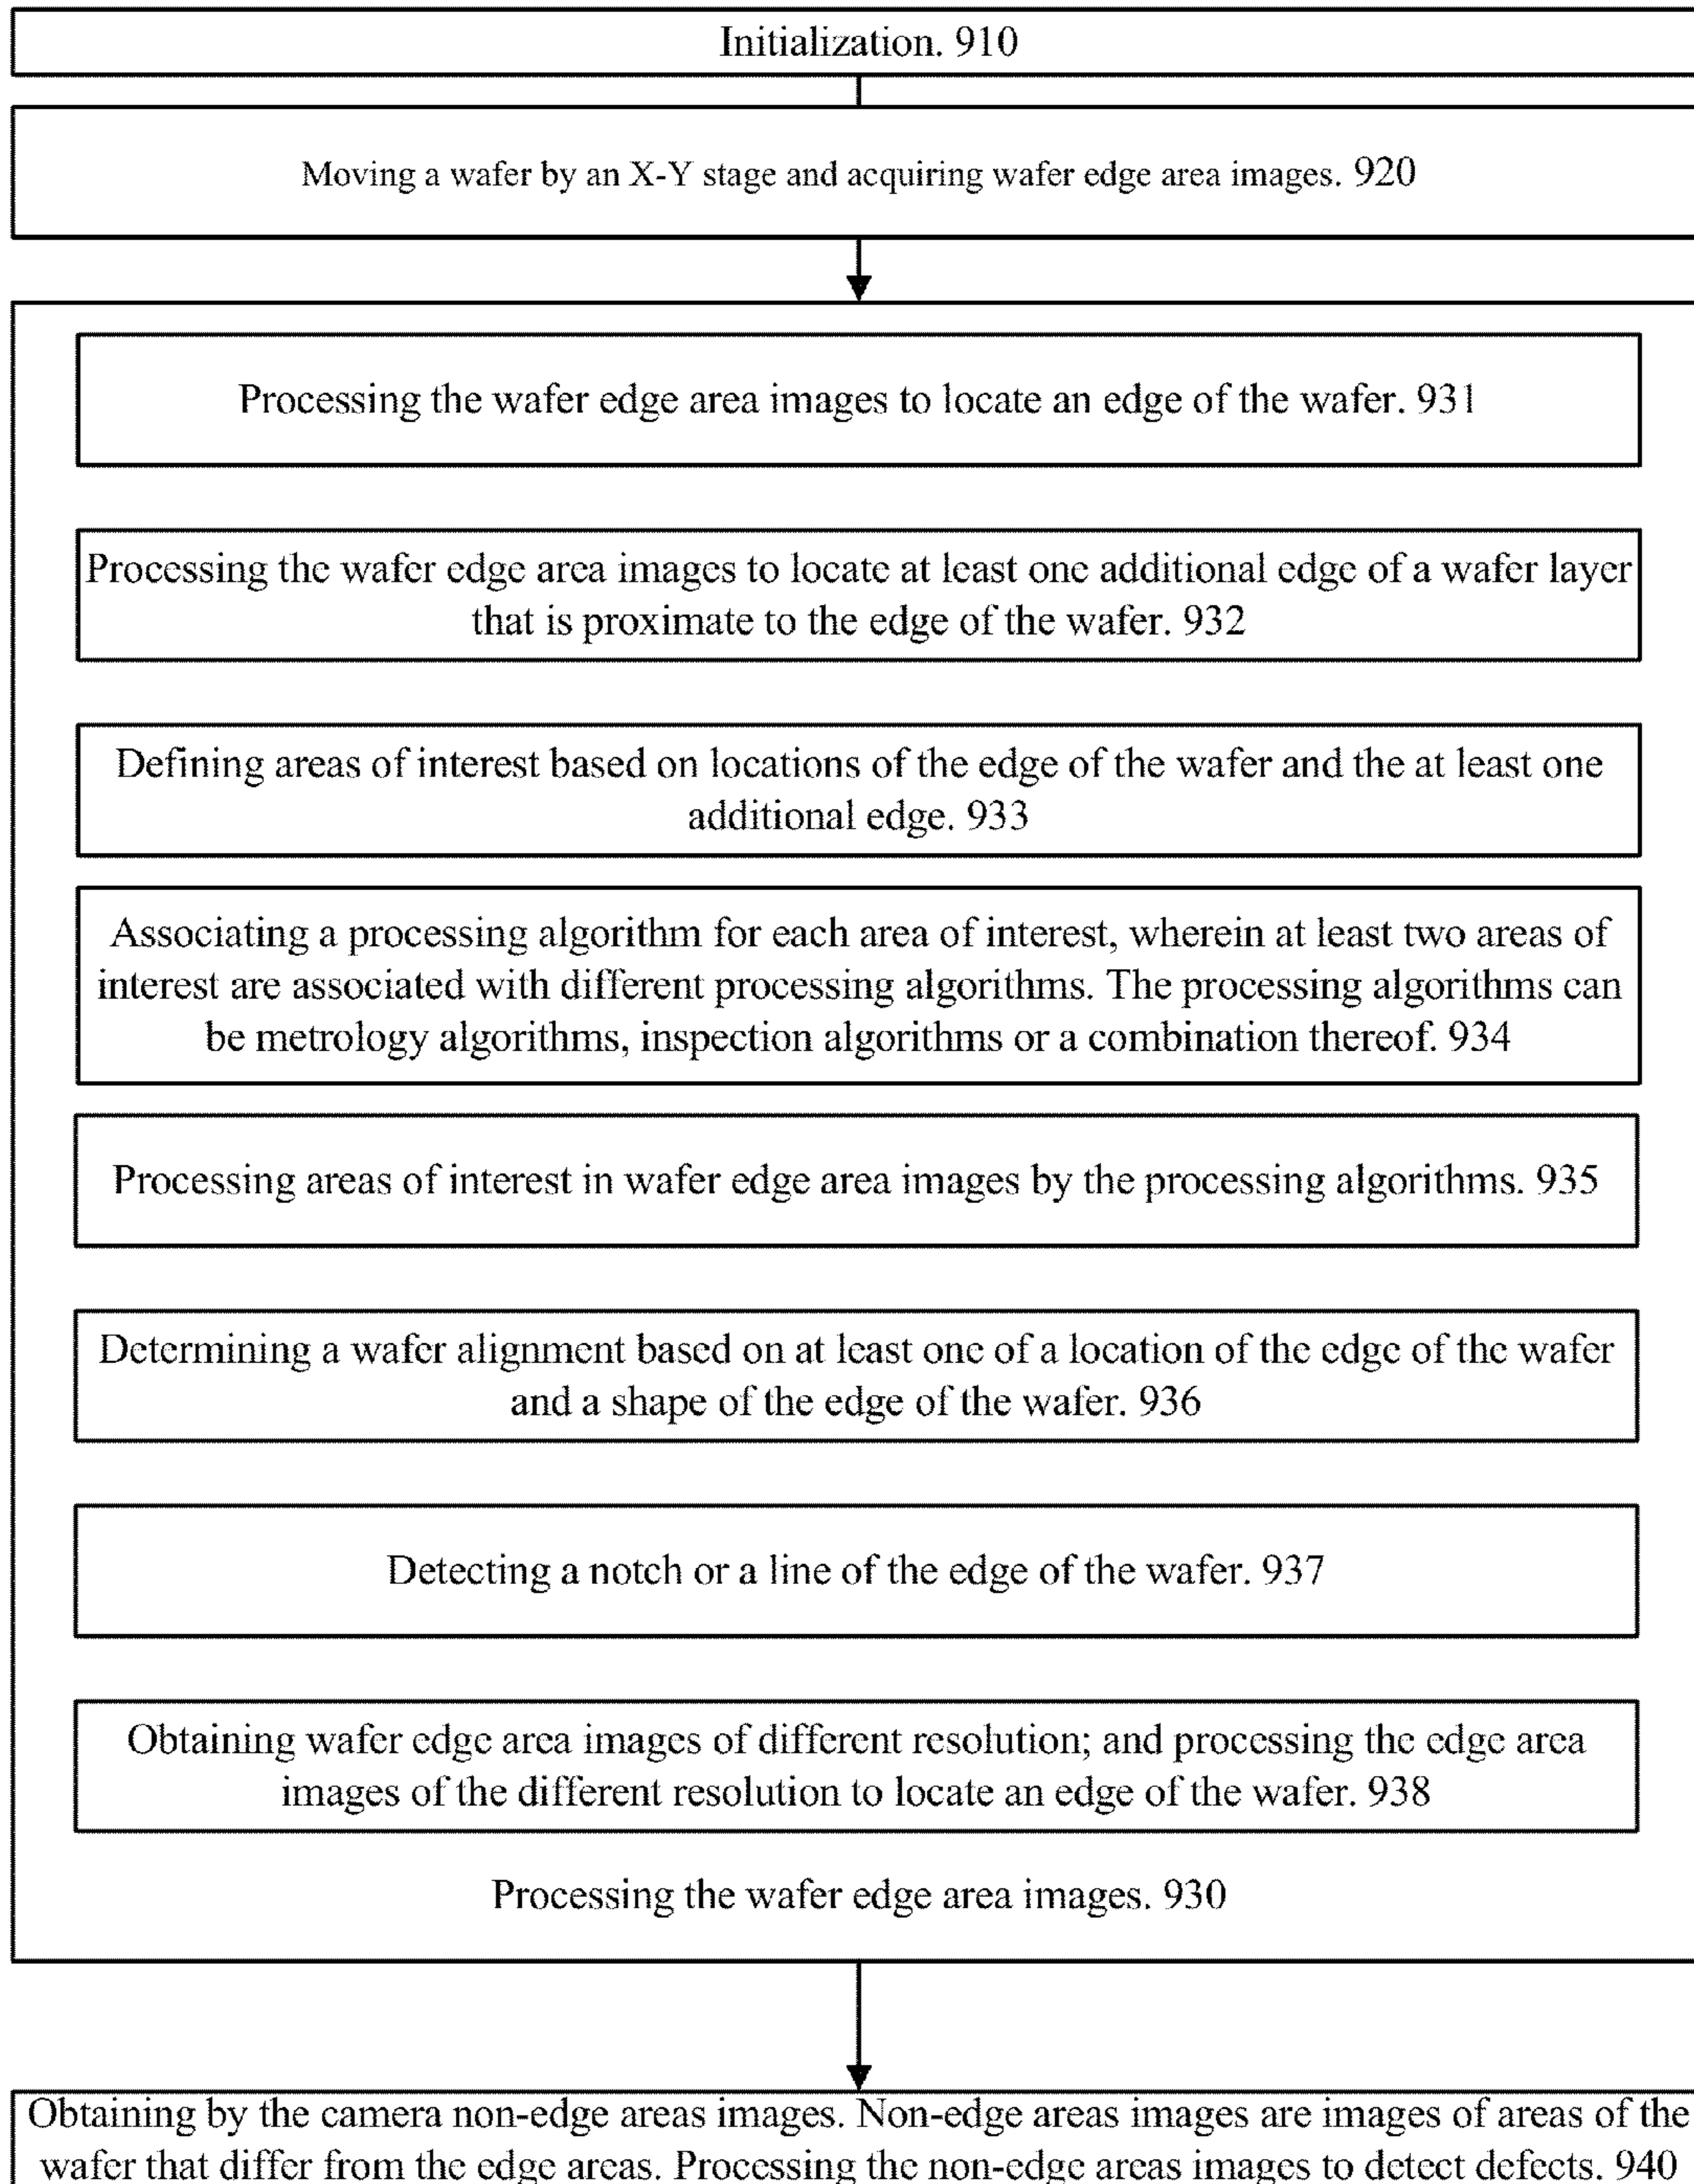 Initialization. 910
Moving a wafer by an X-Y stage and acquiring wafer edge area images. 920
Processing the wafer edge area images to locate an edge of the wafer. 931
Processing the wafer edge area images to locate at least one additional edge of a wafer layer
that is proximate to the edge of the wafer. 932
Defining areas of interest based on locations of the edge of the wafer and the at least one
additional edge. 933
Associating a processing algorithm for each area of interest, wherein at least two areas of
interest are associated with different processing algorithms. The processing algorithms can
be metrology algorithms, inspection algorithms or a combination thereof. 934
Processing areas of interest in wafer edge area images by the processing algorithms. 935
Determining a wafer alignment based on at least one of a location of the edge of the wafer
and a shape of the edge of the wafer. 936
Detecting a notch or a line of the edge of the wafer. 937
Obtaining wafer edge area images of different resolution; and processing the edge area
images of the different resolution to locate an edge of the wafer. 938
Processing the wafer edge area images. 930
Obtaining by the camera non-edge areas images. Non-edge areas images are images of areas of the
wafer that differ from the edge areas. Processing the non-edge areas images to detect defects. 940